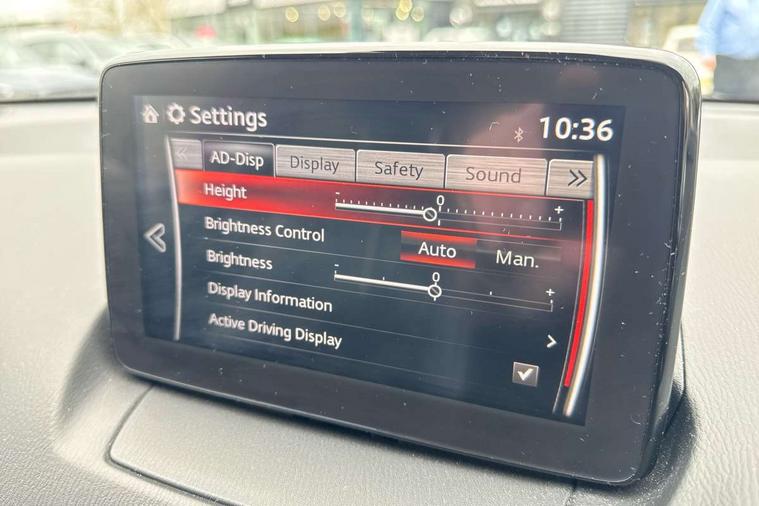 Settings
10:36
AD-Disp Display Safety Sound
Height - 0 +
Brightness Control Auto Man.
Brightness - 0 +
Display Information
Active Driving Display